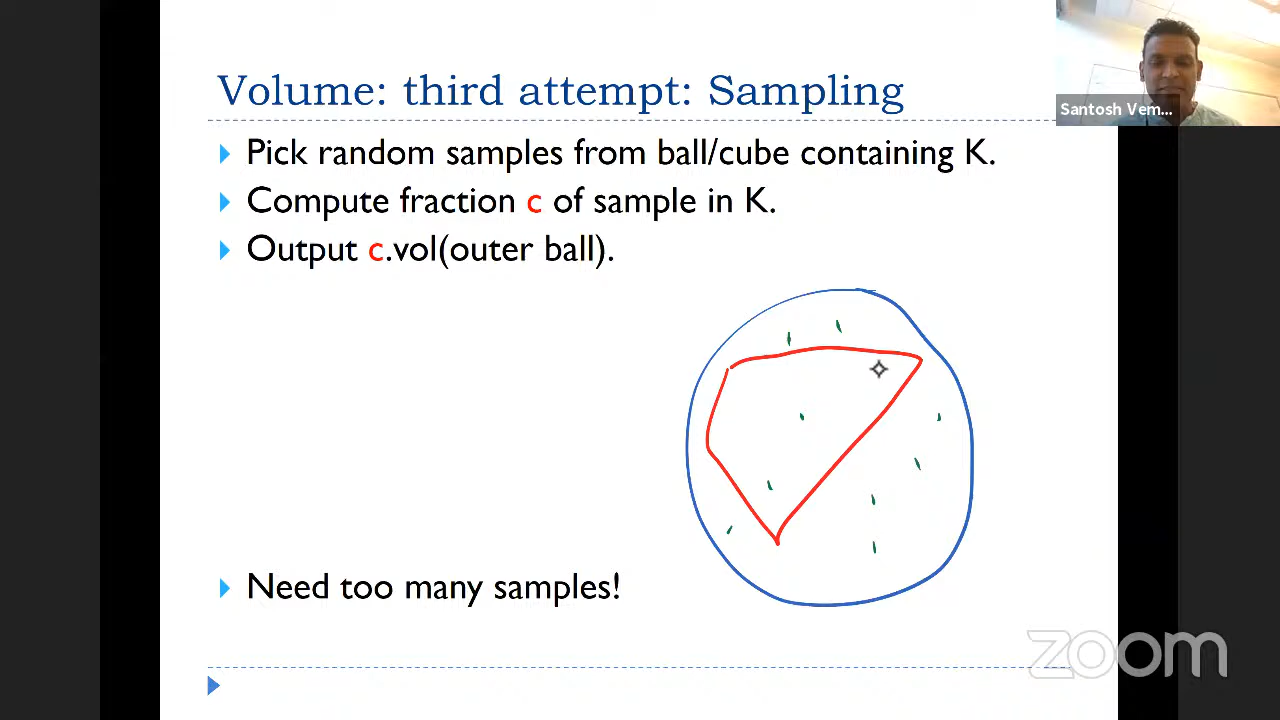 Volume: third attempt: Sampling
Santosh Vem...
Pick random samples from ball/cube containing K.
Compute fraction c of sample in K.
Output c.vol(outer ball).
Need too many samples!
zoom